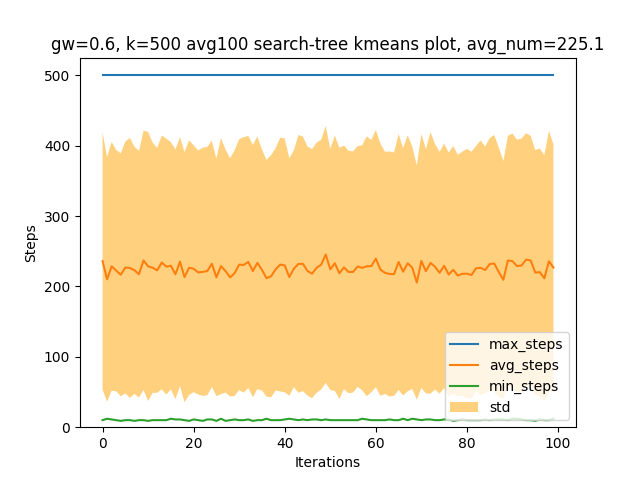 gw=0.6, k=500 avg100 search-tree kmeans plot, avg_num=225.1
500
400
300
200
100
0
Steps
max_steps
avg_steps
min_steps
std
0 20 40 60 80 100
Iterations